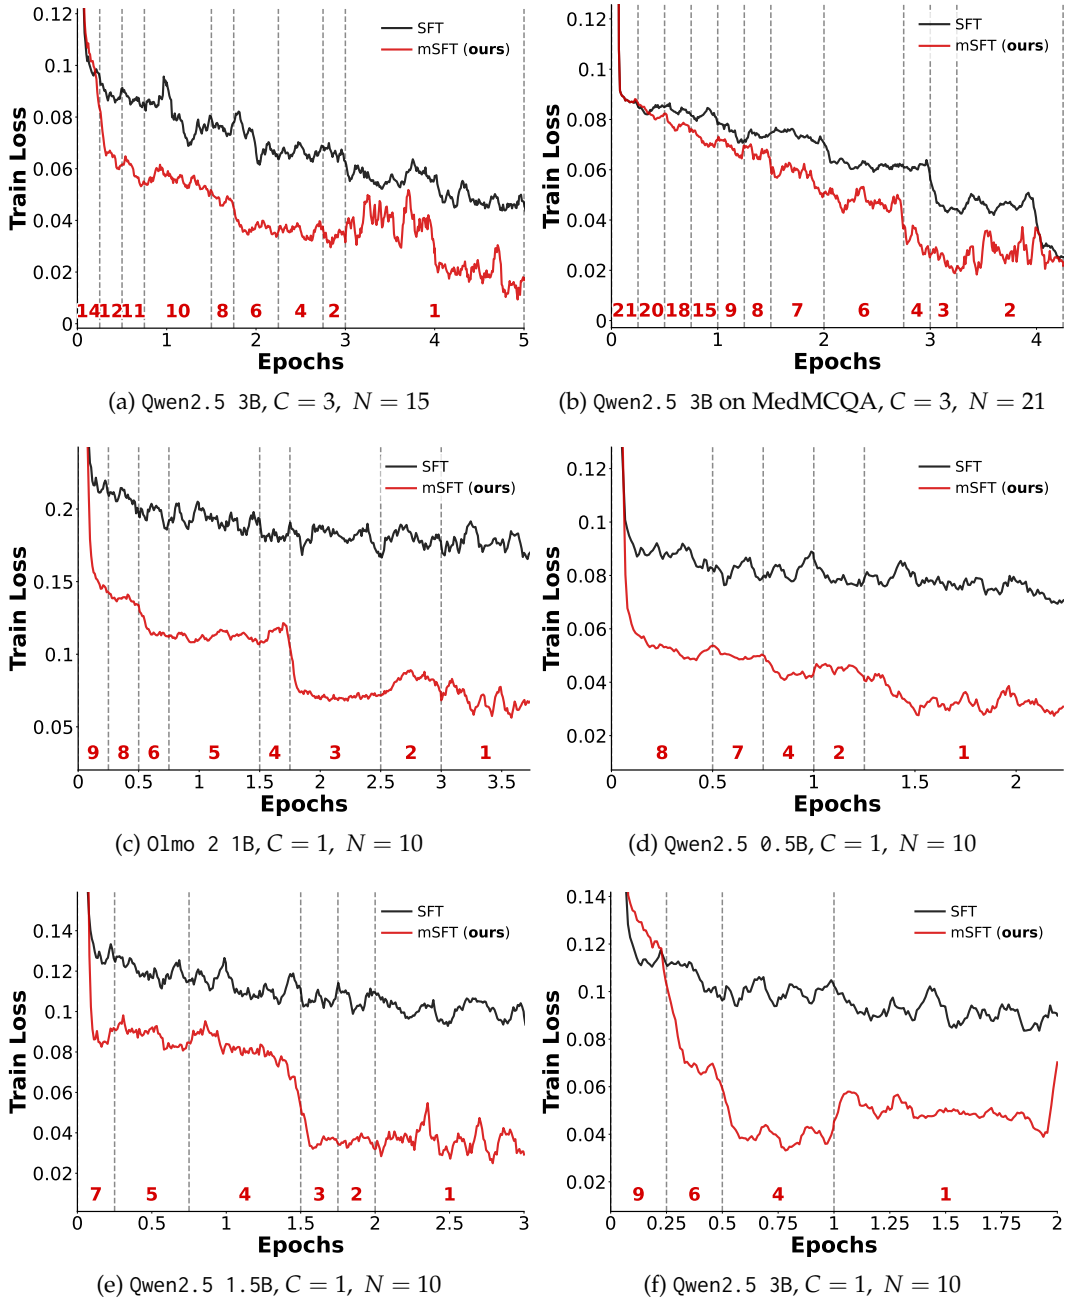 0.12
0.1
0.08
0.06
0.04
0.02
0
Train Loss
SFT
mSFT (ours)
14 12 11 10 8 6 4 2 1
0 1 2 3 4 5
Epochs
(a) Qwen2.5 3B, C = 3, N = 15
0.12
0.1
0.08
0.06
0.04
0.02
0
Train Loss
SFT
mSFT (ours)
21 20 18 15 9 8 7 6 4 3 2
0 1 2 3 4
Epochs
(b) Qwen2.5 3B on MedMCQA, C = 3, N = 21
0.2
0.15
0.1
0.05
Train Loss
SFT
mSFT (ours)
9 8 6 5 4 3 2 1
0 0.5 1 1.5 2 2.5 3 3.5
Epochs
(c) Olmo 2 1B, C = 1, N = 10
0.12
0.1
0.08
0.06
0.04
0.02
Train Loss
SFT
mSFT (ours)
8 7 4 2 1
0 0.5 1 1.5 2
Epochs
(d) Qwen2.5 0.5B, C = 1, N = 10
0.14
0.12
0.1
0.08
0.06
0.04
0.02
Train Loss
SFT
mSFT (ours)
7 5 4 3 2 1
0 0.5 1 1.5 2 2.5 3
Epochs
(e) Qwen2.5 1.5B, C = 1, N = 10
0.14
0.12
0.1
0.08
0.06
0.04
0.02
Train Loss
SFT
mSFT (ours)
9 6 4 1
0 0.25 0.5 0.75 1 1.25 1.5 1.75 2
Epochs
(f) Qwen2.5 3B, C = 1, N = 10